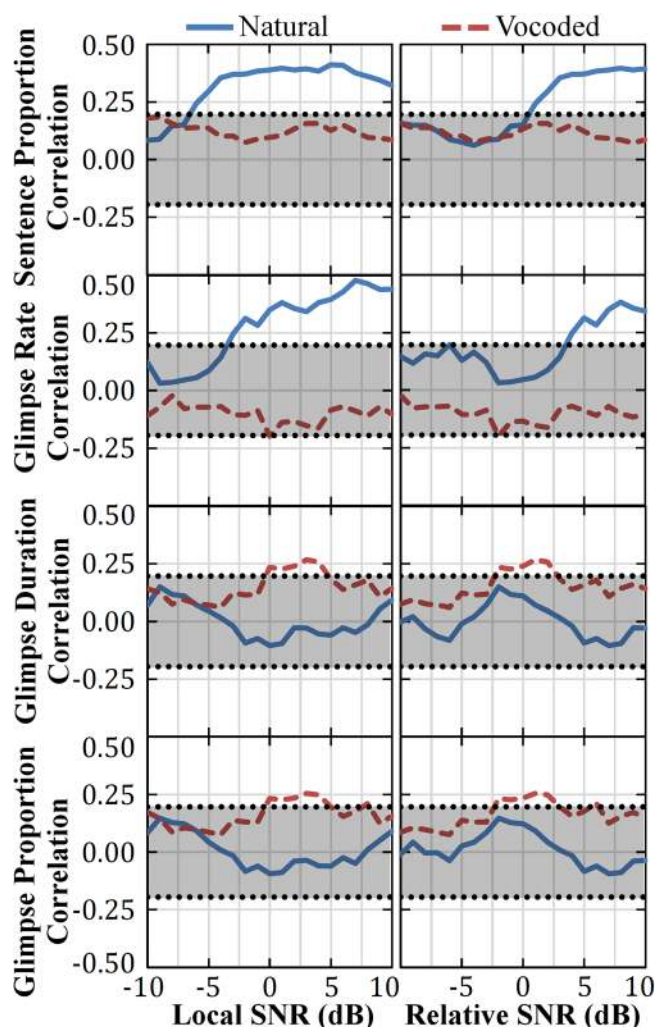 Natural Vocoded
Sentence Proportion
Correlation
0.50
0.25
0.00
-0.25
Glimpse Rate
Correlation
0.50
0.25
0.00
-0.25
Glimpse Duration
Correlation
0.50
0.25
0.00
-0.25
Glimpse Proportion
Correlation
0.50
0.25
0.00
-0.25
-0.50
-10 -5 0 5 10 -5 0 5 10
Local SNR (dB) Relative SNR (dB)